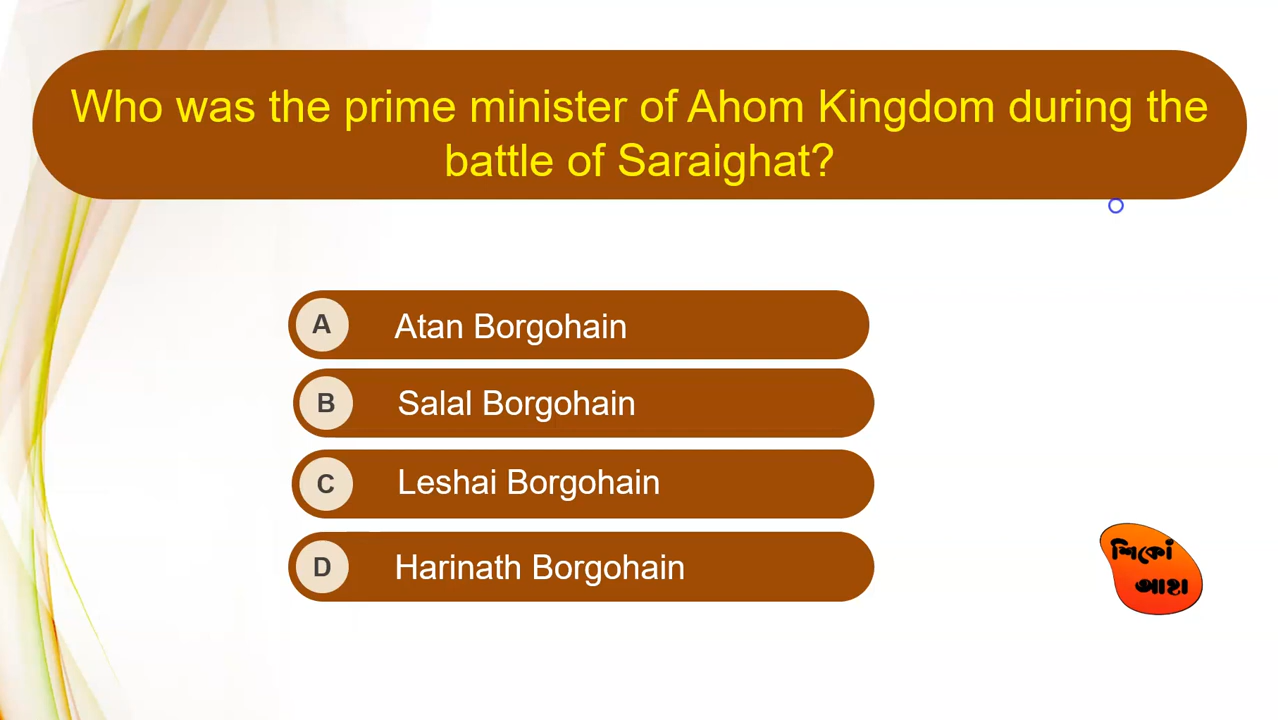 Who was the prime minister of Ahom Kingdom during the
battle of Saraighat?
A Atan Borgohain
B Salal Borgohain
C Leshai Borgohain
D Harinath Borgohain
শিকোঁ
আহা